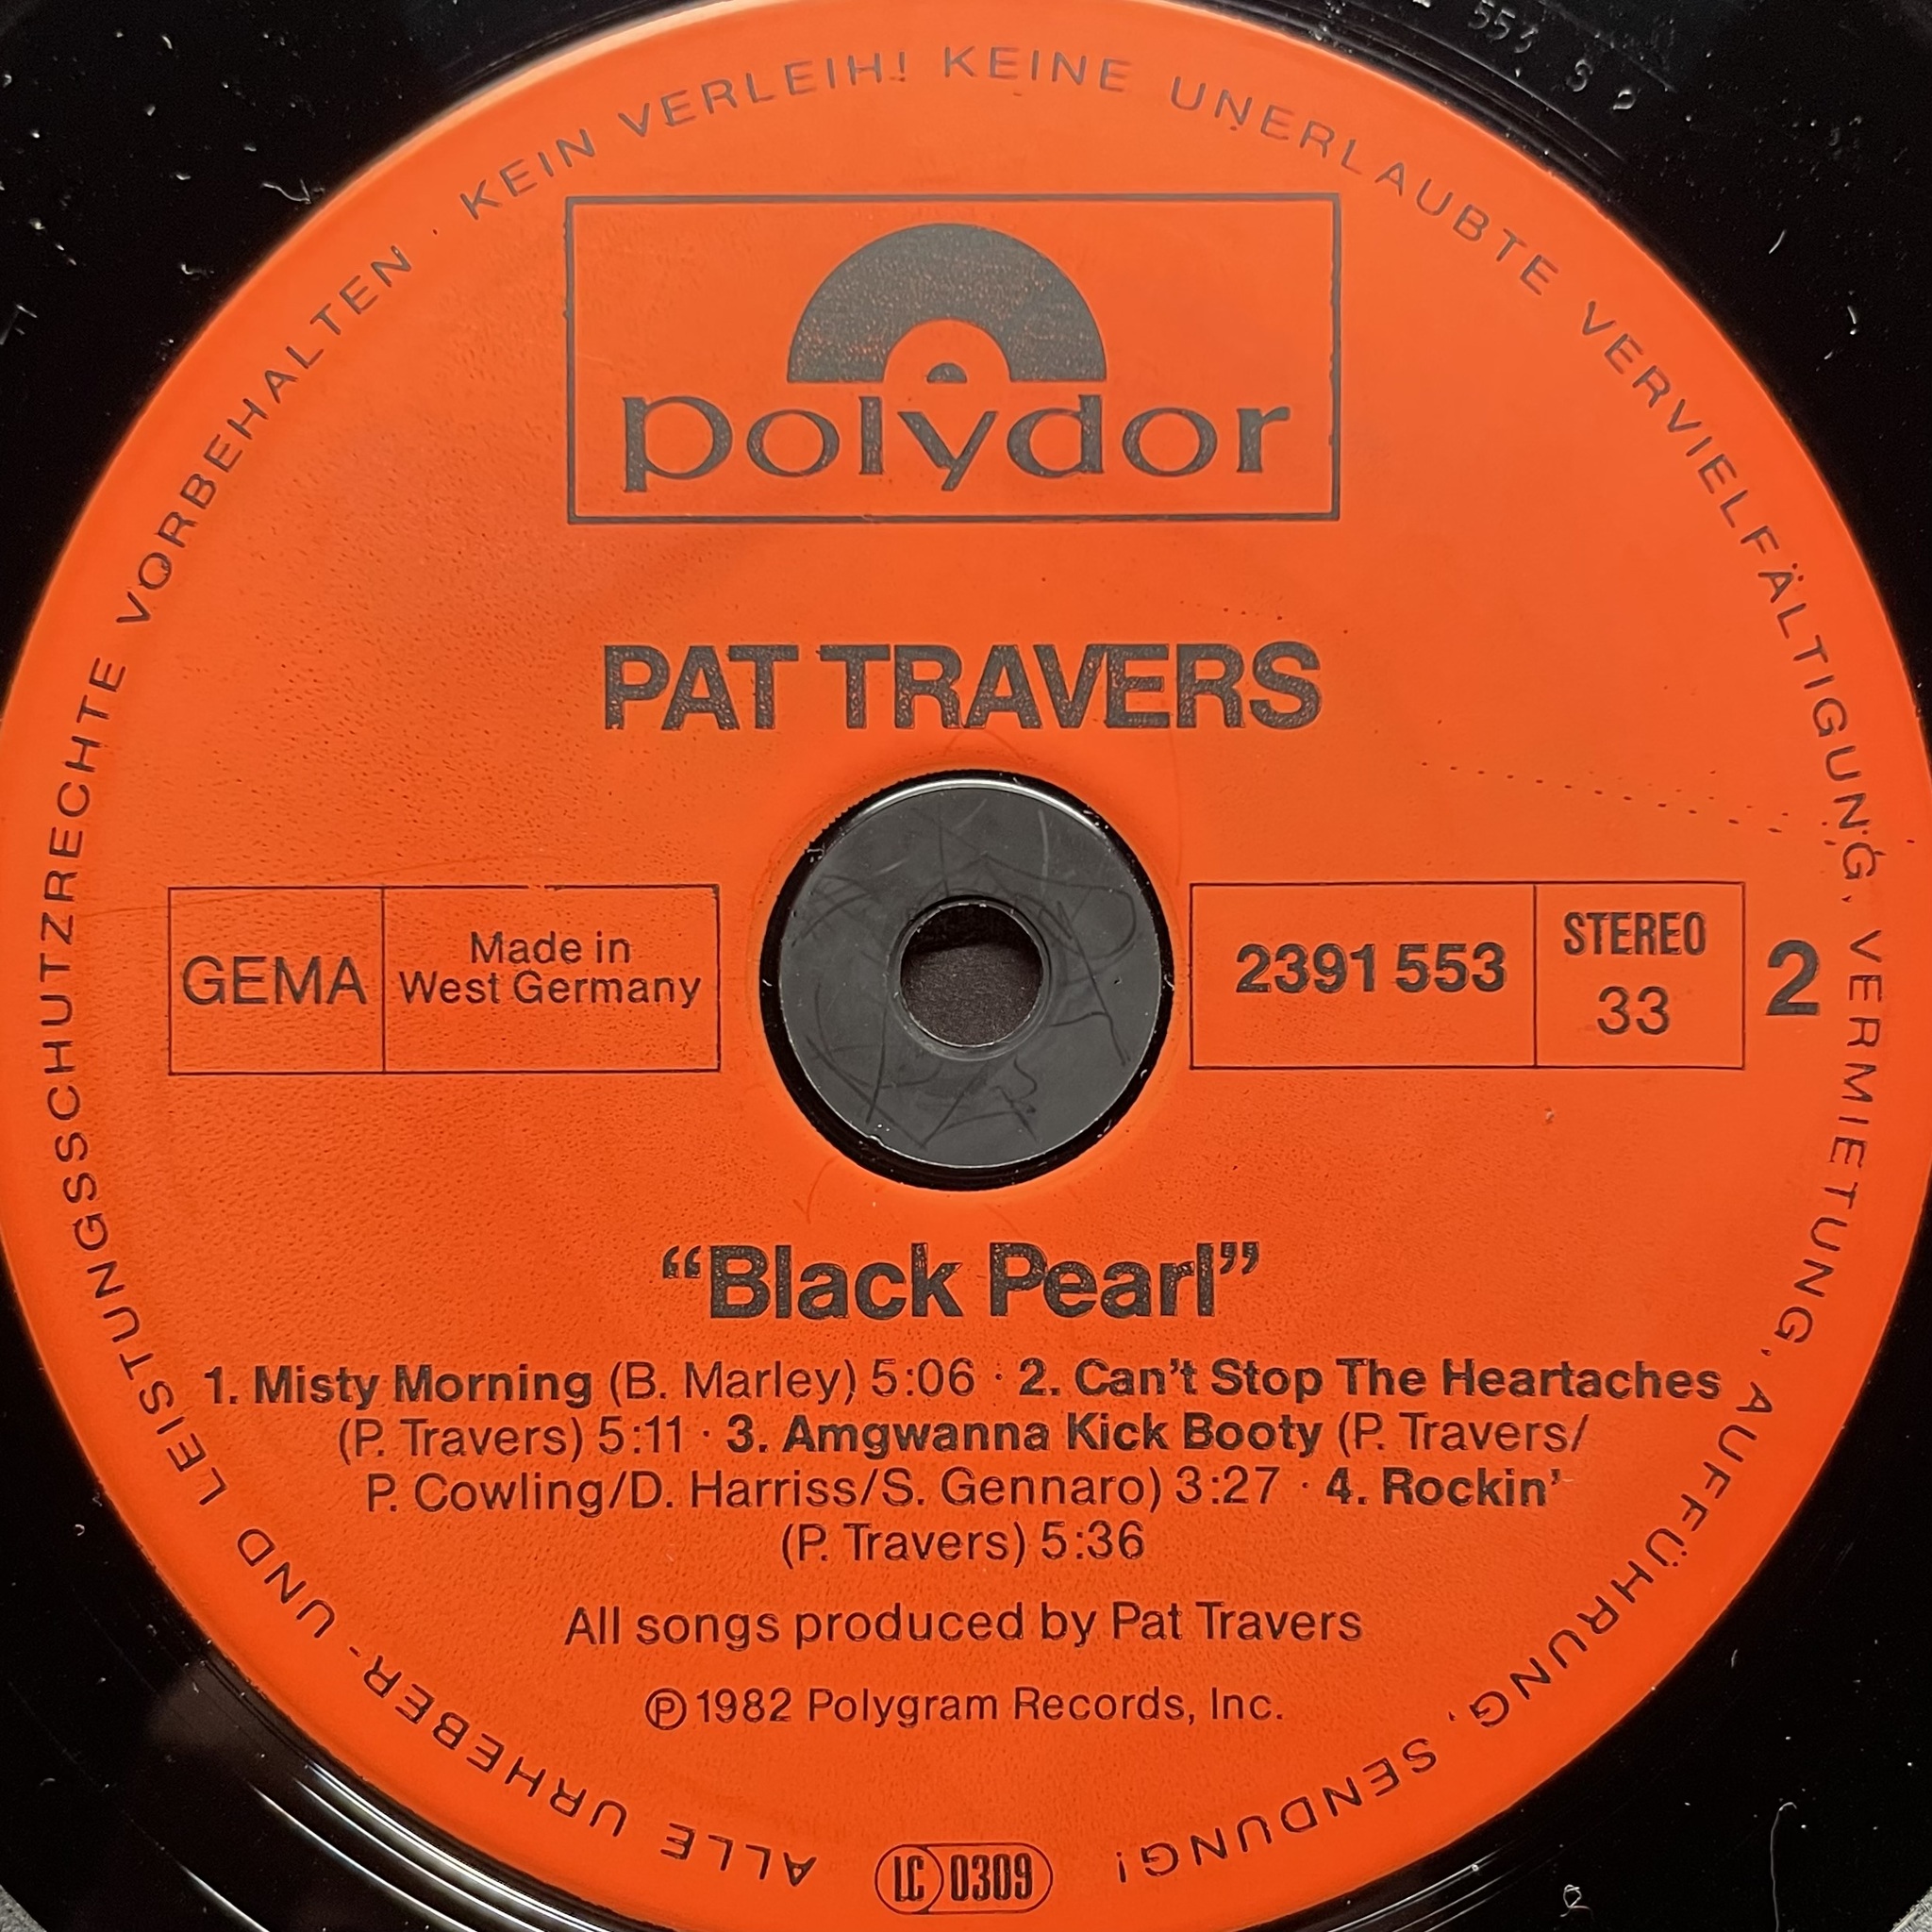 ALLE URHEBER- UND LEISTUNGSSCHUTZRECHTE VORBEHALTEN · KEIN VERLEIH! KEINE UNERLAUBTE VERVIELFÄLTIGUNG, VERMIETUNG, AUFFÜHRUNG, SENDUNG!
polydor
PAT TRAVERS
GEMA
Made in
West Germany
2391 553
STEREO
33
2
“Black Pearl”
1. Misty Morning (B. Marley) 5:06 · 2. Can't Stop The Heartaches
(P. Travers) 5:11 · 3. Amgwanna Kick Booty (P. Travers/
P. Cowling/D. Harriss/S. Gennaro) 3:27 · 4. Rockin'
(P. Travers) 5:36
All songs produced by Pat Travers
℗ 1982 Polygram Records, Inc.
LC 0309